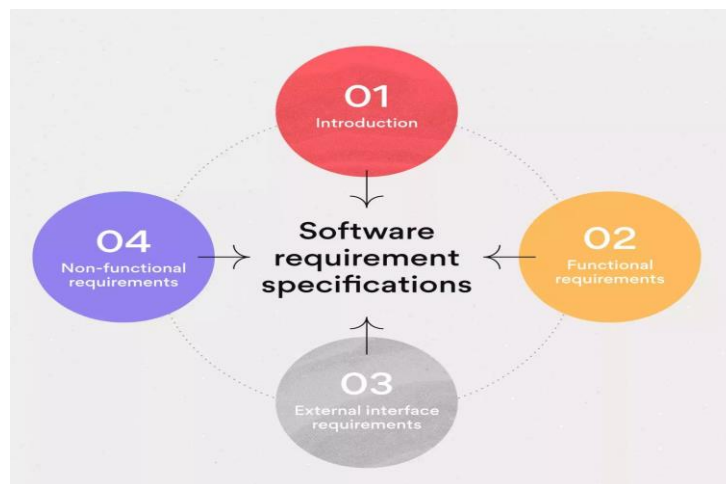 01
Introduction
Software
requirement
specifications
02
Functional
requirements
03
External interface
requirements
04
Non-functional
requirements